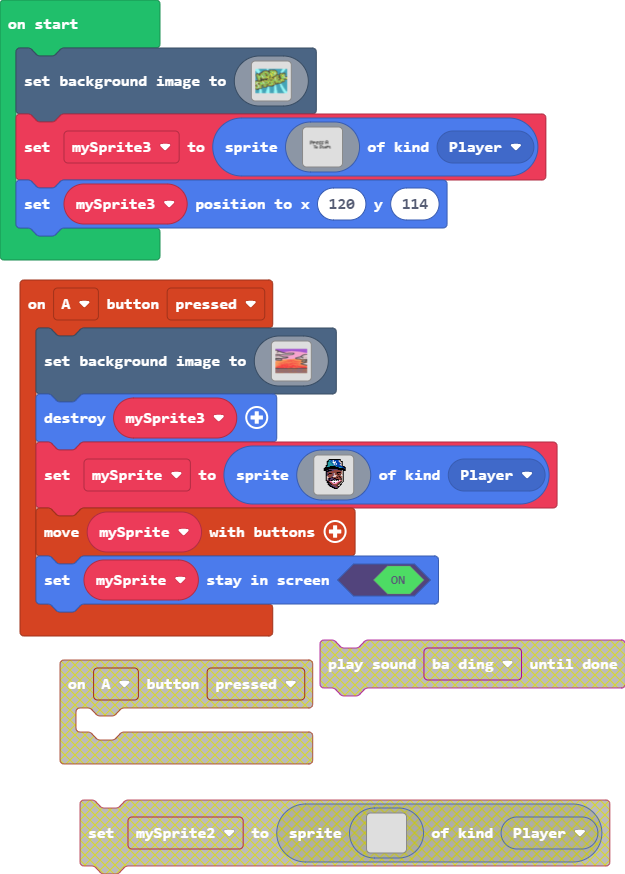 on start
set background image to
set mySprite3 to sprite of kind Player
set mySprite3 position to x 120 y 114
on A button pressed
set background image to
destroy mySprite3
set mySprite to sprite of kind Player
move mySprite with buttons
set mySprite stay in screen ON
play sound ba ding until done
on A button pressed
set mySprite2 to sprite of kind Player